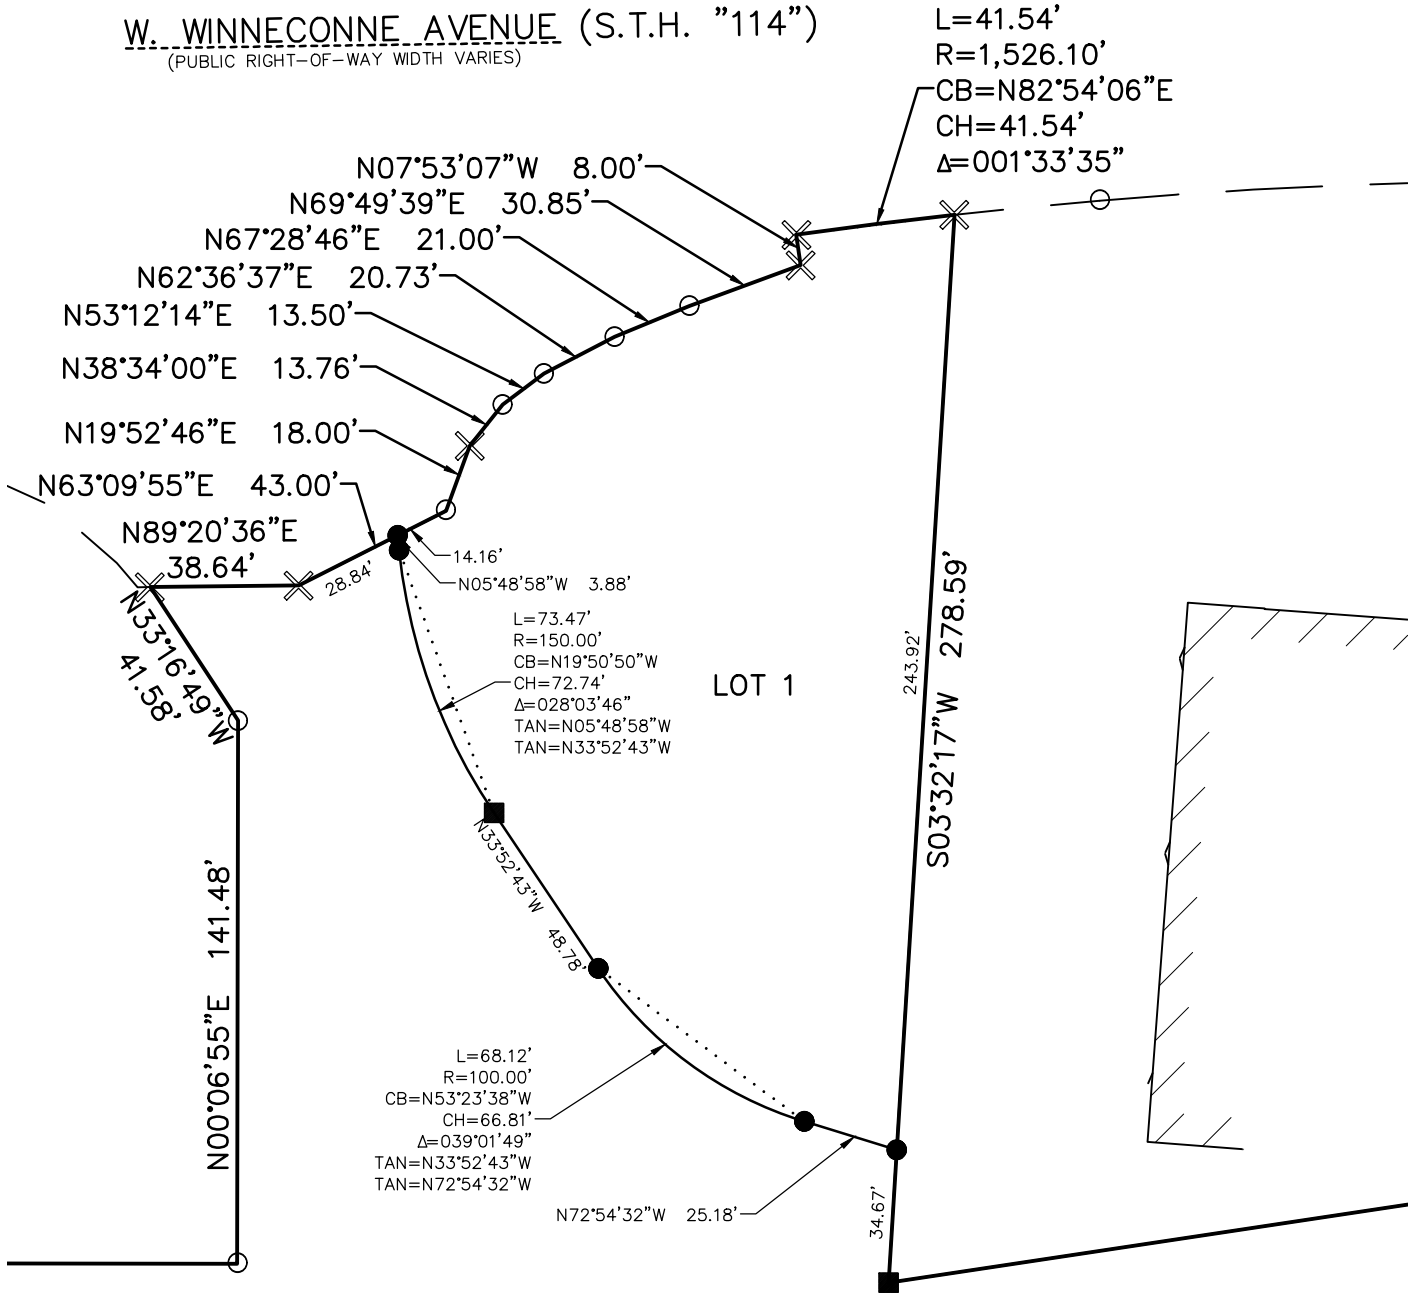 W. WINNECONNE AVENUE (S.T.H. "114")
(PUBLIC RIGHT-OF-WAY WIDTH VARIES)
L=41.54'
R=1,526.10'
CB=N82°54'06"E
CH=41.54'
Δ=001°33'35"
N07°53'07"W 8.00'
N69°49'39"E 30.85'
N67°28'46"E 21.00'
N62°36'37"E 20.73'
N53°12'14"E 13.50'
N38°34'00"E 13.76'
N19°52'46"E 18.00'
N63°09'55"E 43.00'
N89°20'36"E
38.64'
28.84'
14.16'
N05°48'58"W 3.88'
N33°16'49"W
41.58'
L=73.47'
R=150.00'
CB=N19°50'50"W
CH=72.74'
Δ=028°03'46"
TAN=N05°48'58"W
TAN=N33°52'43"W
LOT 1
243.92'
S03°32'17"W 278.59'
N33°52'43"W 48.78'
N00°06'55"E 141.48'
L=68.12'
R=100.00'
CB=N53°23'38"W
CH=66.81'
Δ=039°01'49"
TAN=N33°52'43"W
TAN=N72°54'32"W
N72°54'32"W 25.18'
34.67'